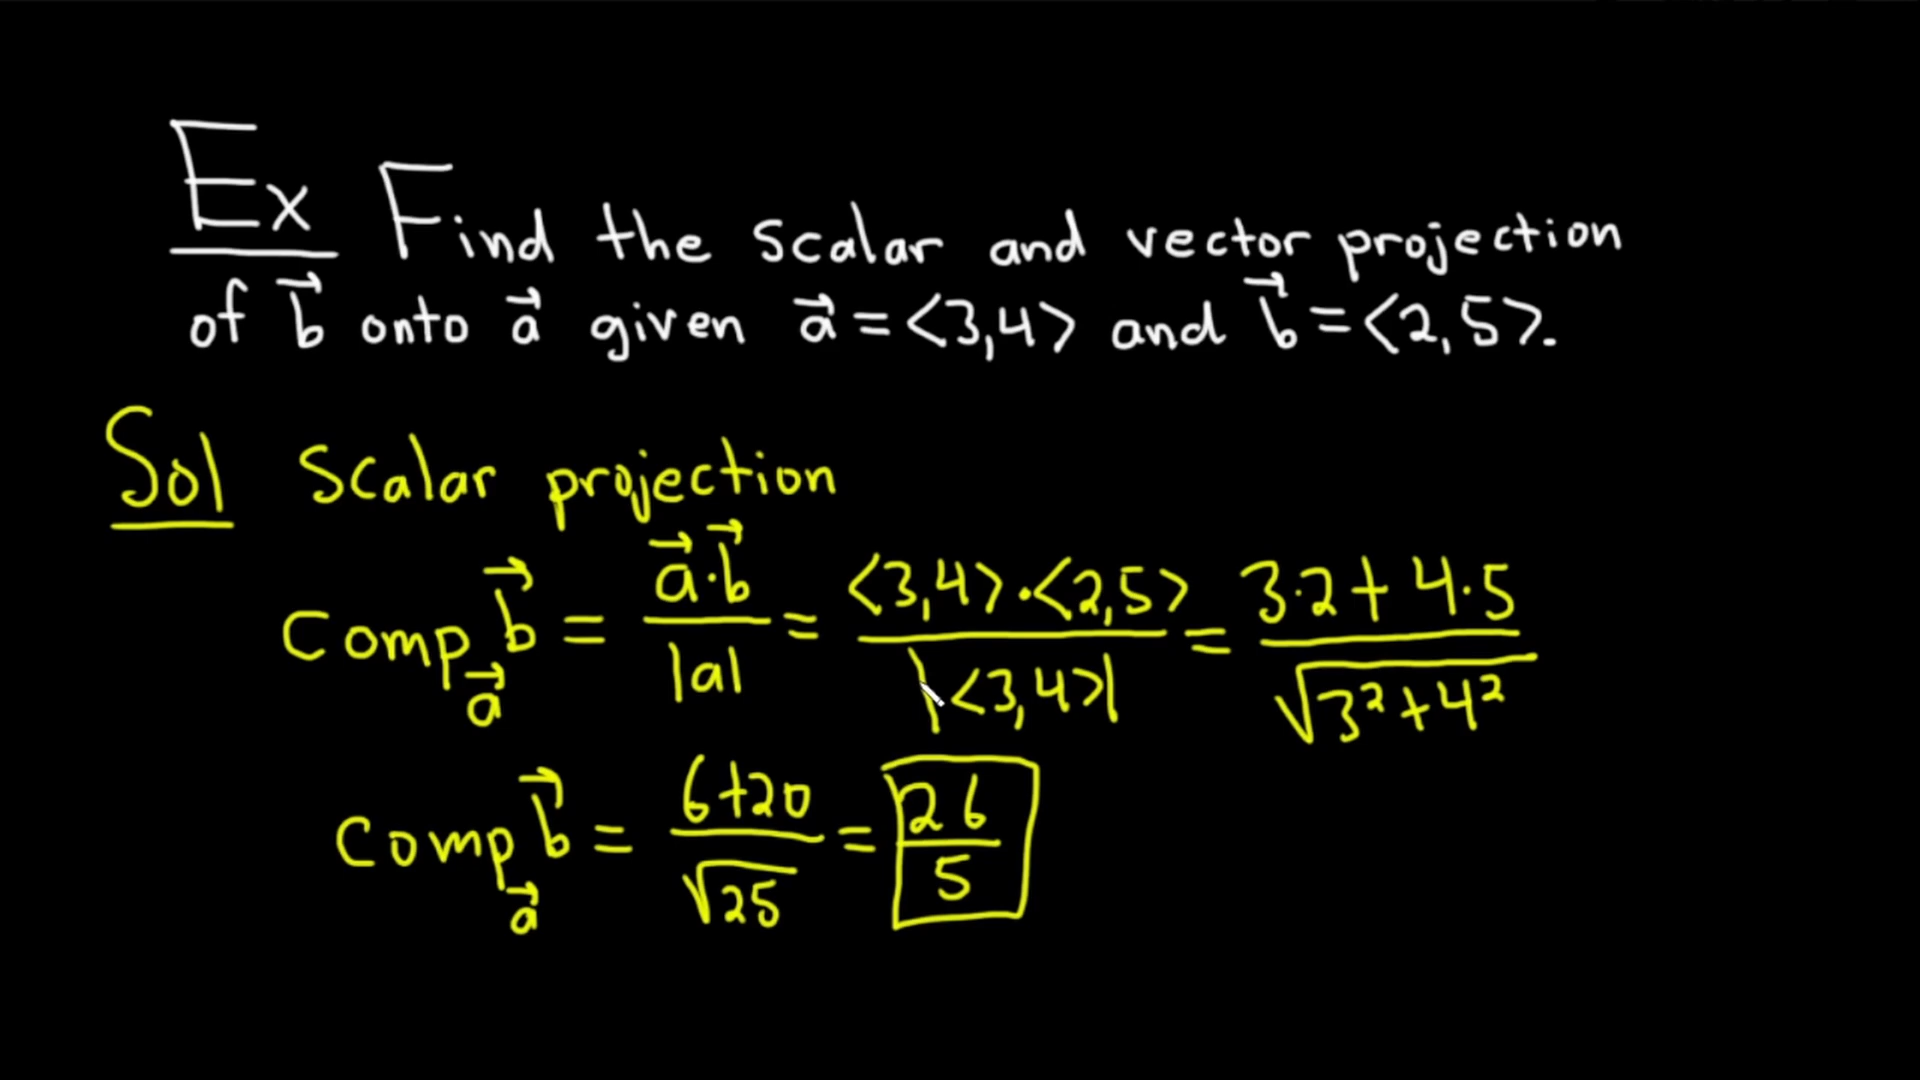 Ex Find the scalar and vector projection
of b⃗ onto a⃗ given a⃗ = <3,4> and b⃗ = <2,5>.
Sol Scalar projection
Comp_a⃗ b⃗ = a⃗·b⃗ / |a| = <3,4>·<2,5> / |<3,4>| = 3·2+4·5 / √3²+4²
Comp_a⃗ b⃗ = 6+20 / √25 = 26 / 5